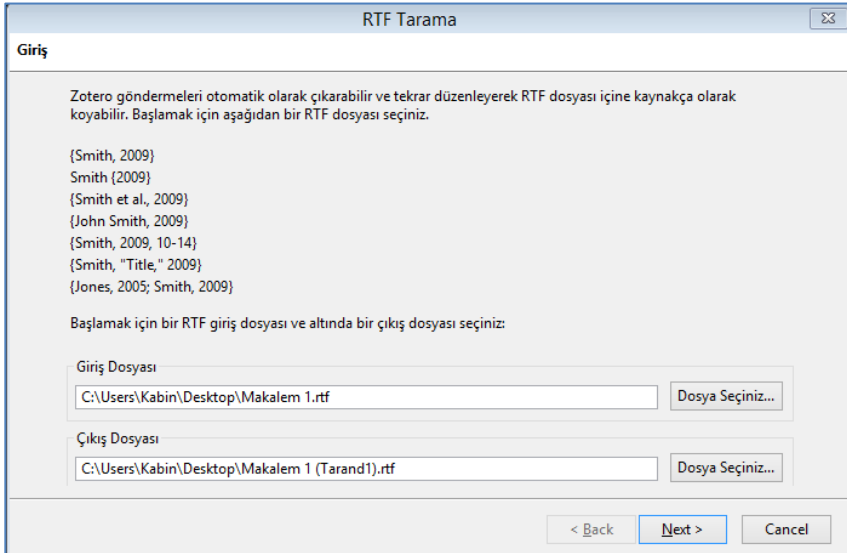 RTF Tarama
Giriş
Zotero göndermeleri otomatik olarak çıkarabilir ve tekrar düzenleyerek RTF dosyası içine kaynakça olarak
koyabilir. Başlamak için aşağıdan bir RTF dosyası seçiniz.
{Smith, 2009}
Smith {2009}
{Smith et al., 2009}
{John Smith, 2009}
{Smith, 2009, 10-14}
{Smith, "Title," 2009}
{Jones, 2005; Smith, 2009}
Başlamak için bir RTF giriş dosyası ve altında bir çıkış dosyası seçiniz:
Giriş Dosyası
C:\Users\Kabin\Desktop\Makalem 1.rtf Dosya Seçiniz...
Çıkış Dosyası
C:\Users\Kabin\Desktop\Makalem 1 (Tarand1).rtf Dosya Seçiniz...
< Back Next > Cancel